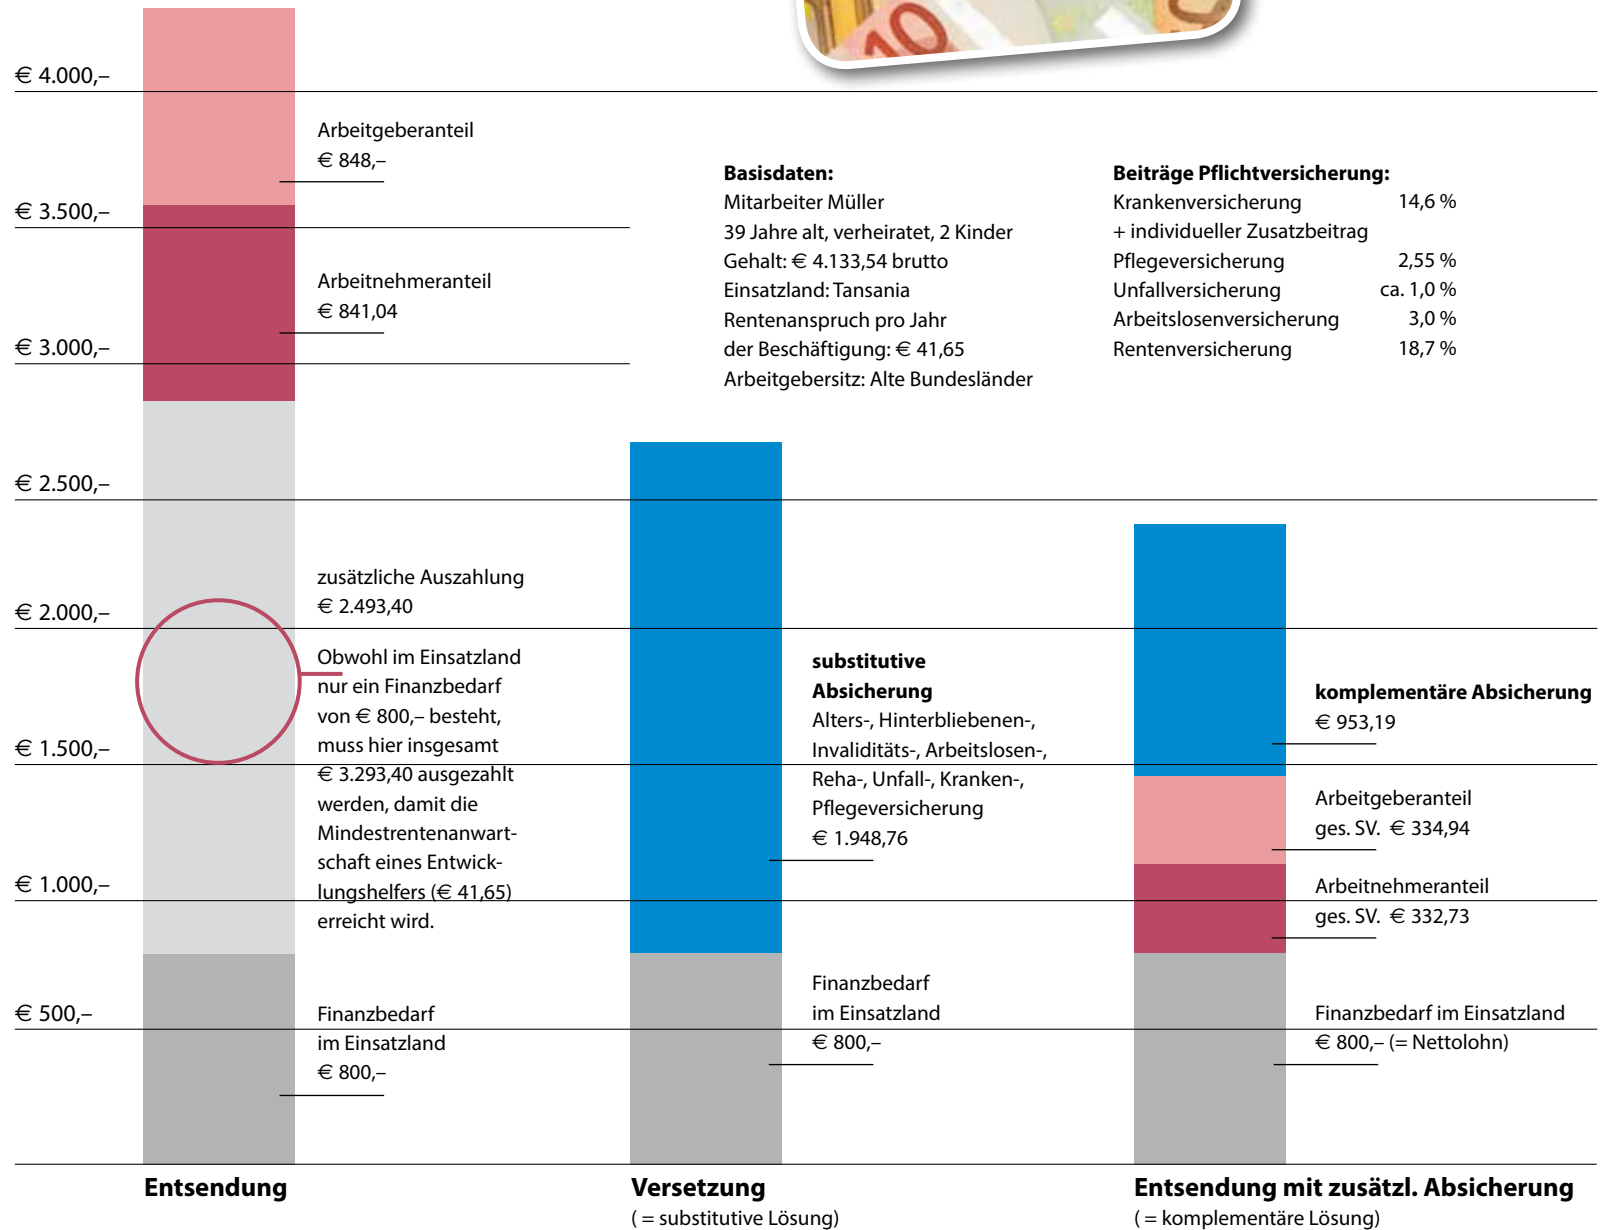 10
€ 4.000,–
€ 3.500,–
€ 3.000,–
€ 2.500,–
€ 2.000,–
€ 1.500,–
€ 1.000,–
€ 500,–
Arbeitgeberanteil
€ 848,–
Arbeitnehmeranteil
€ 841,04
zusätzliche Auszahlung
€ 2.493,40
Obwohl im Einsatzland
nur ein Finanzbedarf
von € 800,– besteht,
muss hier insgesamt
€ 3.293,40 ausgezahlt
werden, damit die
Mindestrentenanwart-
schaft eines Entwick-
lungshelfers (€ 41,65)
erreicht wird.
Finanzbedarf
im Einsatzland
€ 800,–
Entsendung
Basisdaten:
Mitarbeiter Müller
39 Jahre alt, verheiratet, 2 Kinder
Gehalt: € 4.133,54 brutto
Einsatzland: Tansania
Rentenanspruch pro Jahr
der Beschäftigung: € 41,65
Arbeitgebersitz: Alte Bundesländer
Beiträge Pflichtversicherung:
Krankenversicherung 14,6 %
+ individueller Zusatzbeitrag
Pflegeversicherung 2,55 %
Unfallversicherung ca. 1,0 %
Arbeitslosenversicherung 3,0 %
Rentenversicherung 18,7 %
substitutive
Absicherung
Alters-, Hinterbliebenen-,
Invaliditäts-, Arbeitslosen-,
Reha-, Unfall-, Kranken-,
Pflegeversicherung
€ 1.948,76
Finanzbedarf
im Einsatzland
€ 800,–
Versetzung
( = substitutive Lösung)
komplementäre Absicherung
€ 953,19
Arbeitgeberanteil
ges. SV. € 334,94
Arbeitnehmeranteil
ges. SV. € 332,73
Finanzbedarf im Einsatzland
€ 800,– (= Nettolohn)
Entsendung mit zusätzl. Absicherung
( = komplementäre Lösung)